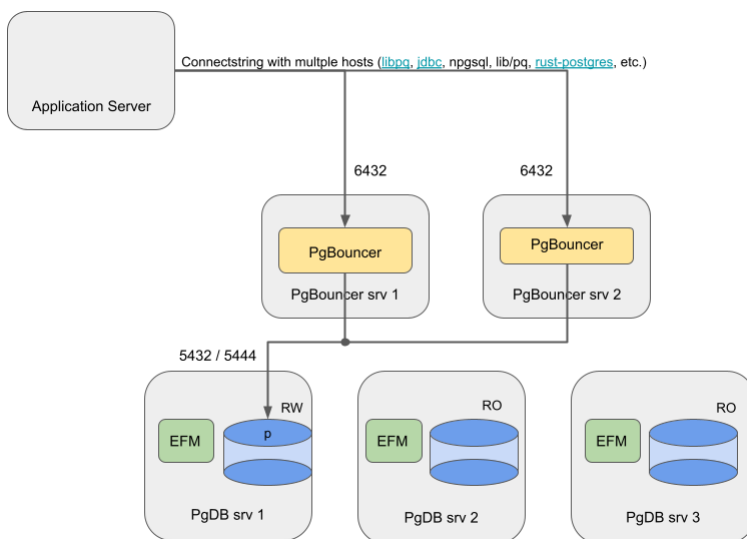 Connectstring with multple hosts (libpq, jdbc, npgsql, lib/pq, rust-postgres, etc.)
Application Server
6432
6432
PgBouncer
PgBouncer
PgBouncer srv 1
PgBouncer srv 2
5432 / 5444
RW
RO
RO
EFM
p
EFM
EFM
PgDB srv 1
PgDB srv 2
PgDB srv 3